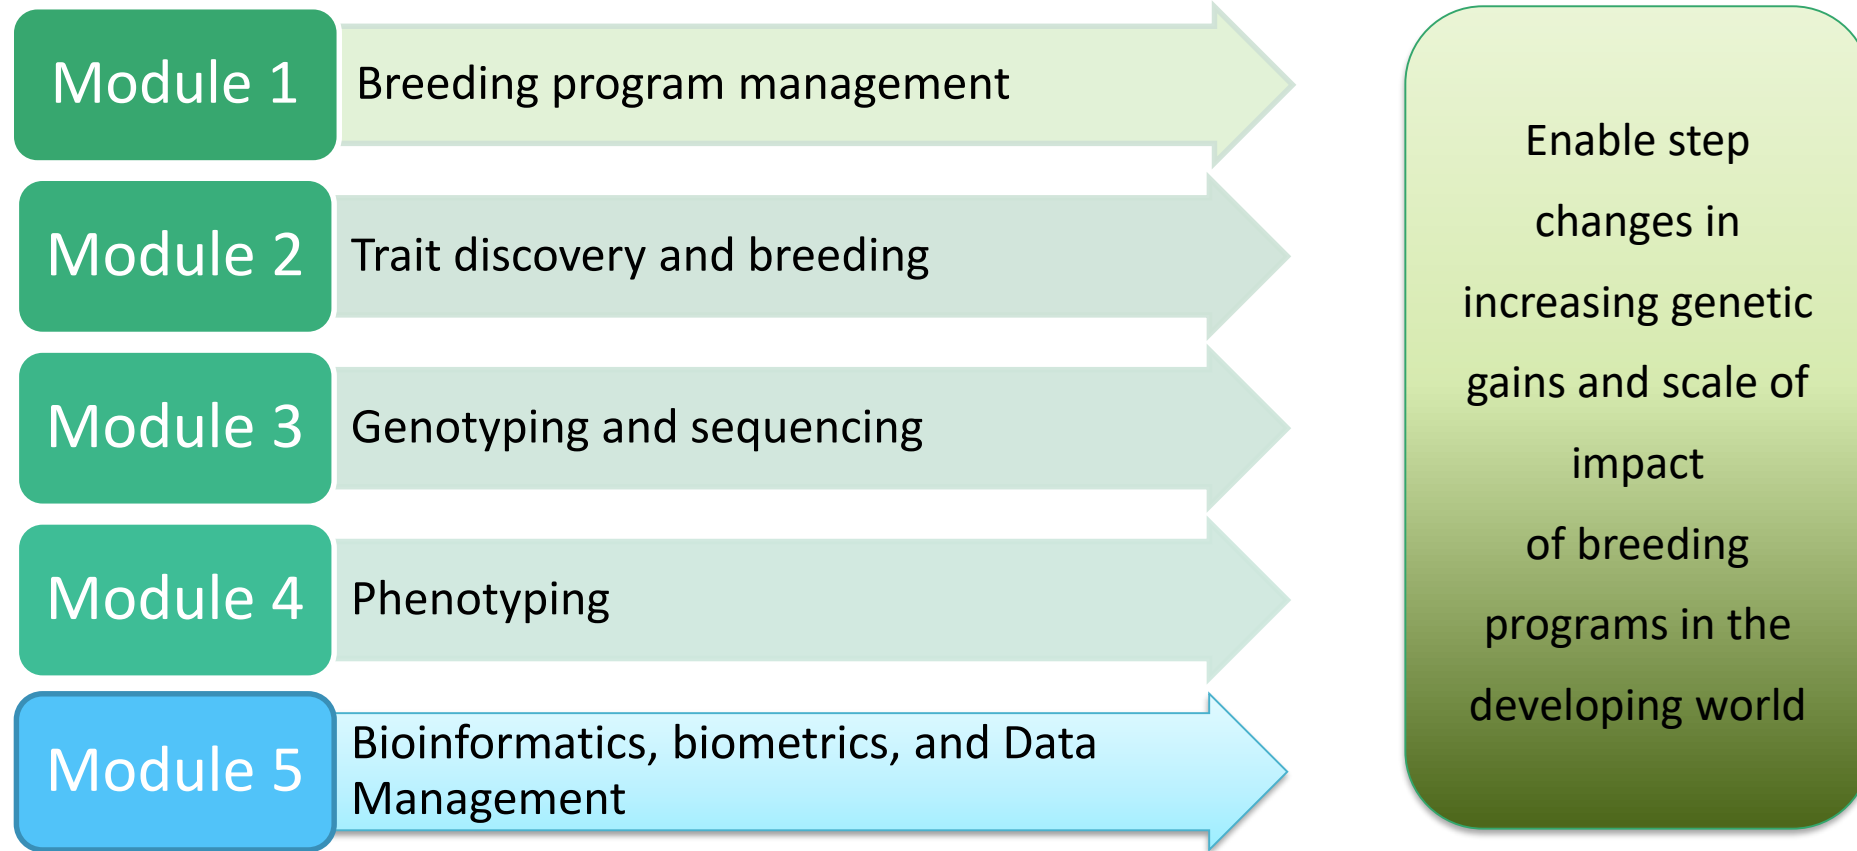 Module 1
Breeding program management
Module 2
Trait discovery and breeding
Module 3
Genotyping and sequencing
Module 4
Phenotyping
Module 5
Bioinformatics, biometrics, and Data
Management
Enable step
changes in
increasing genetic
gains and scale of
impact
of breeding
programs in the
developing world